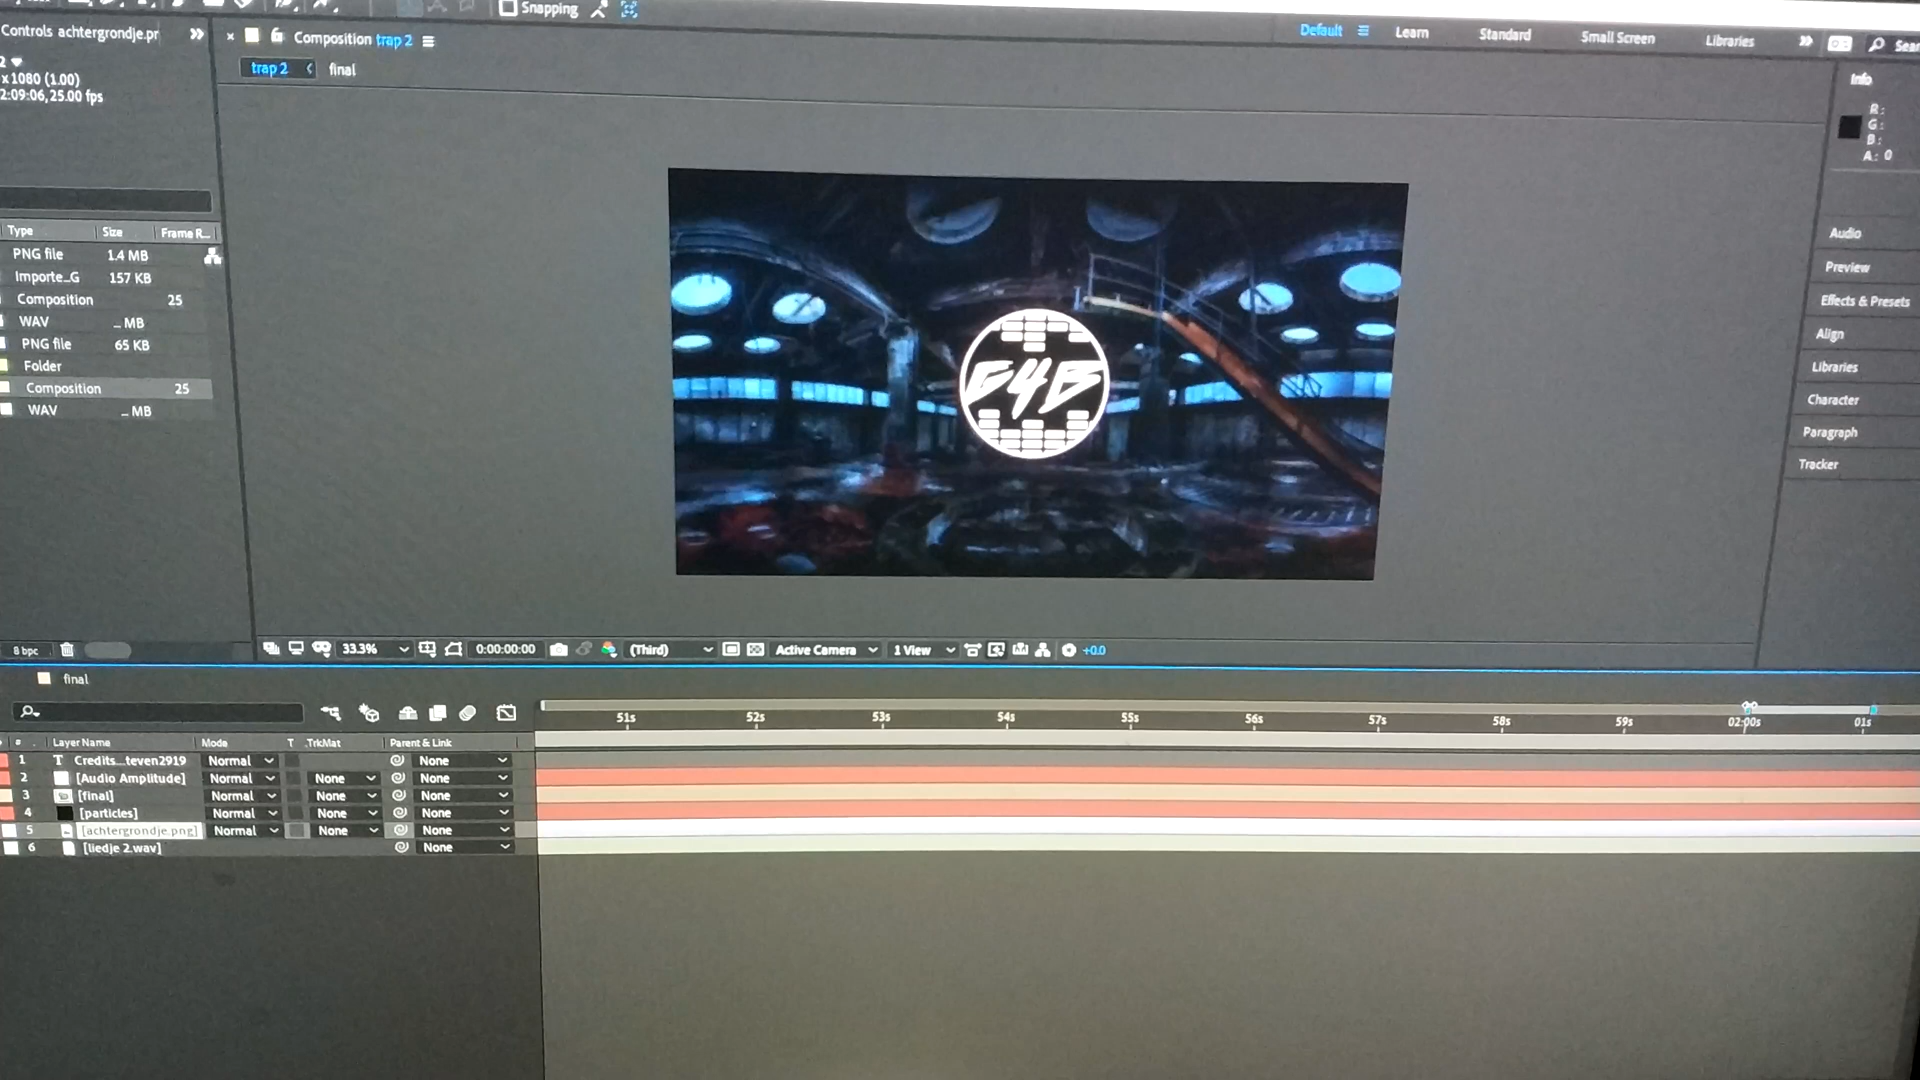 Snapping
Controls achtergrondje.pr
Composition trap 2
Default
Learn
Standard
Small Screen
Libraries
trap 2
final
x 1080 (1.00)
2:09:06, 25.00 fps
Info
R:
G:
B:
A: 0
Type Size Frame R...
PNG file 1.4 MB
Importe_G 157 KB
Composition 25
WAV ... MB
PNG file 65 KB
Folder
Composition 25
WAV ... MB
G4B
Audio
Preview
Effects & Presets
Align
Libraries
Character
Paragraph
Tracker
8 bpc
33.3%
0:00:00:00
(Third)
Active Camera
1 View
+0.0
final
51s 52s 53s 54s 55s 56s 57s 58s 59s 02:00s 01s
# Layer Name Mode T .TrkMat Parent & Link
1 T Credits...teven2919 Normal None
2 [Audio Amplitude] Normal None None
3 [final] Normal None None
4 [particles] Normal None None
5 [achtergrondje.png] Normal None None
6 [liedje 2.wav] None